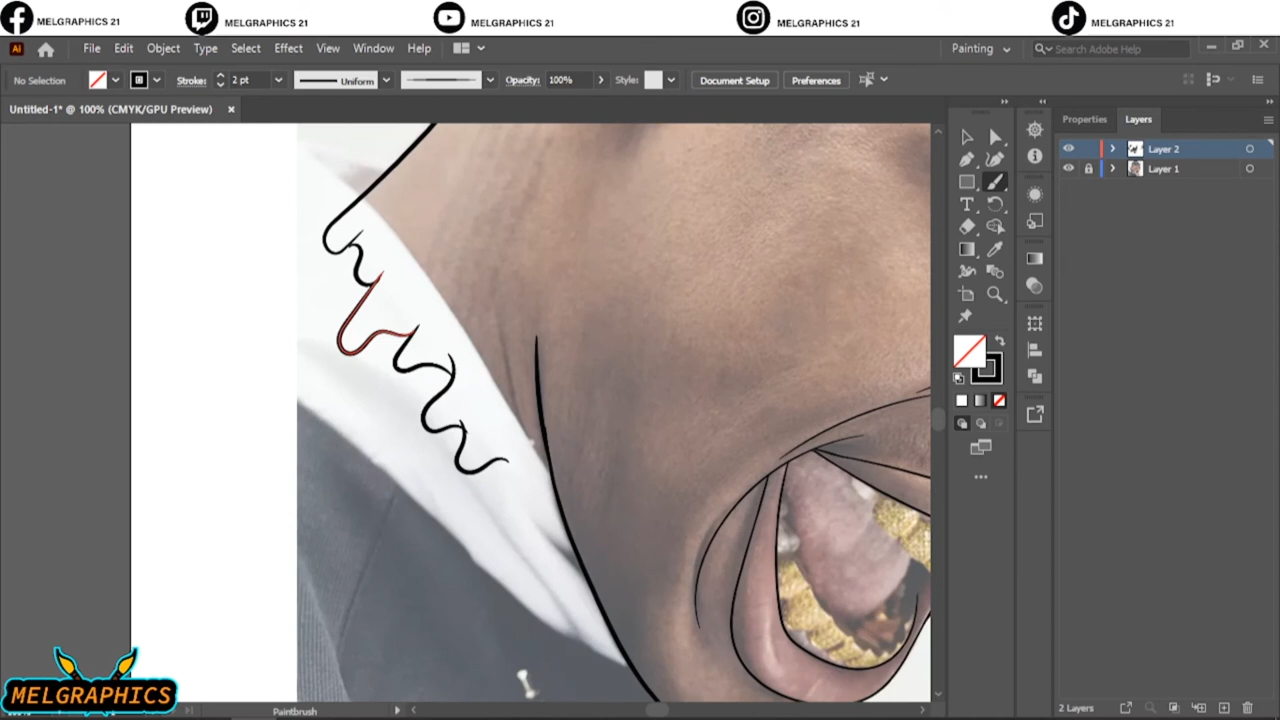 MELGRAPHICS 21 MELGRAPHICS 21 MELGRAPHICS 21 MELGRAPHICS 21 MELGRAPHICS 21
Ai File Edit Object Type Select Effect View Window Help Painting Search Adobe Help
No Selection Stroke: 2 pt Uniform Opacity: 100% Style: Document Setup Preferences
Untitled-1* @ 100% (CMYK/GPU Preview) × Properties Layers
Layer 2
Layer 1
MELGRAPHICS
Paintbrush 2 Layers